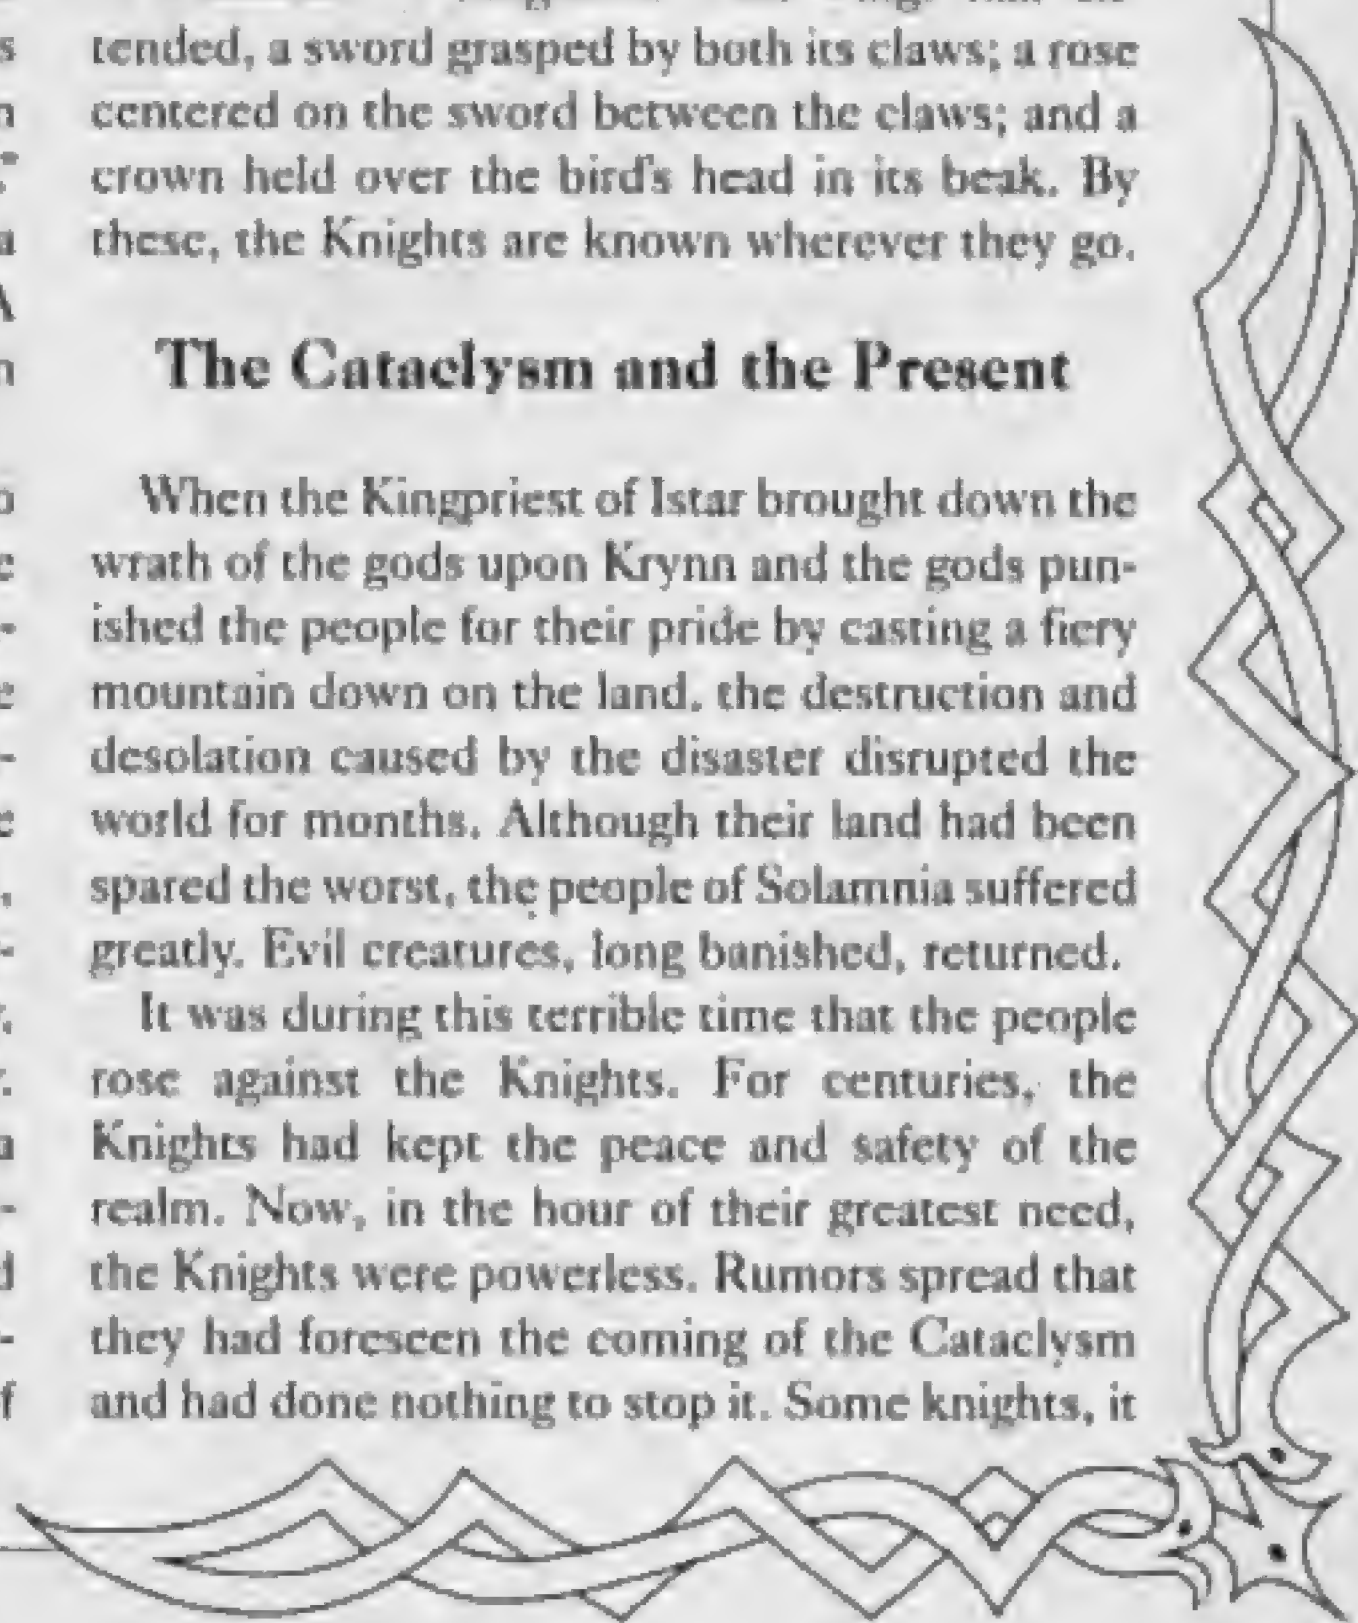 tended, a sword grasped by both its claws; a rose
centered on the sword between the claws; and a
crown held over the bird's head in its beak. By
these, the Knights are known wherever they go.
The Cataclysm and the Present
When the Kingpriest of Istar brought down the
wrath of the gods upon Krynn and the gods pun-
ished the people for their pride by casting a fiery
mountain down on the land, the destruction and
desolation caused by the disaster disrupted the
world for months. Although their land had been
spared the worst, the people of Solamnia suffered
greatly. Evil creatures, long banished, returned.
It was during this terrible time that the people
rose against the Knights. For centuries, the
Knights had kept the peace and safety of the
realm. Now, in the hour of their greatest need,
the Knights were powerless. Rumors spread that
they had foreseen the coming of the Cataclysm
and had done nothing to stop it. Some knights, it